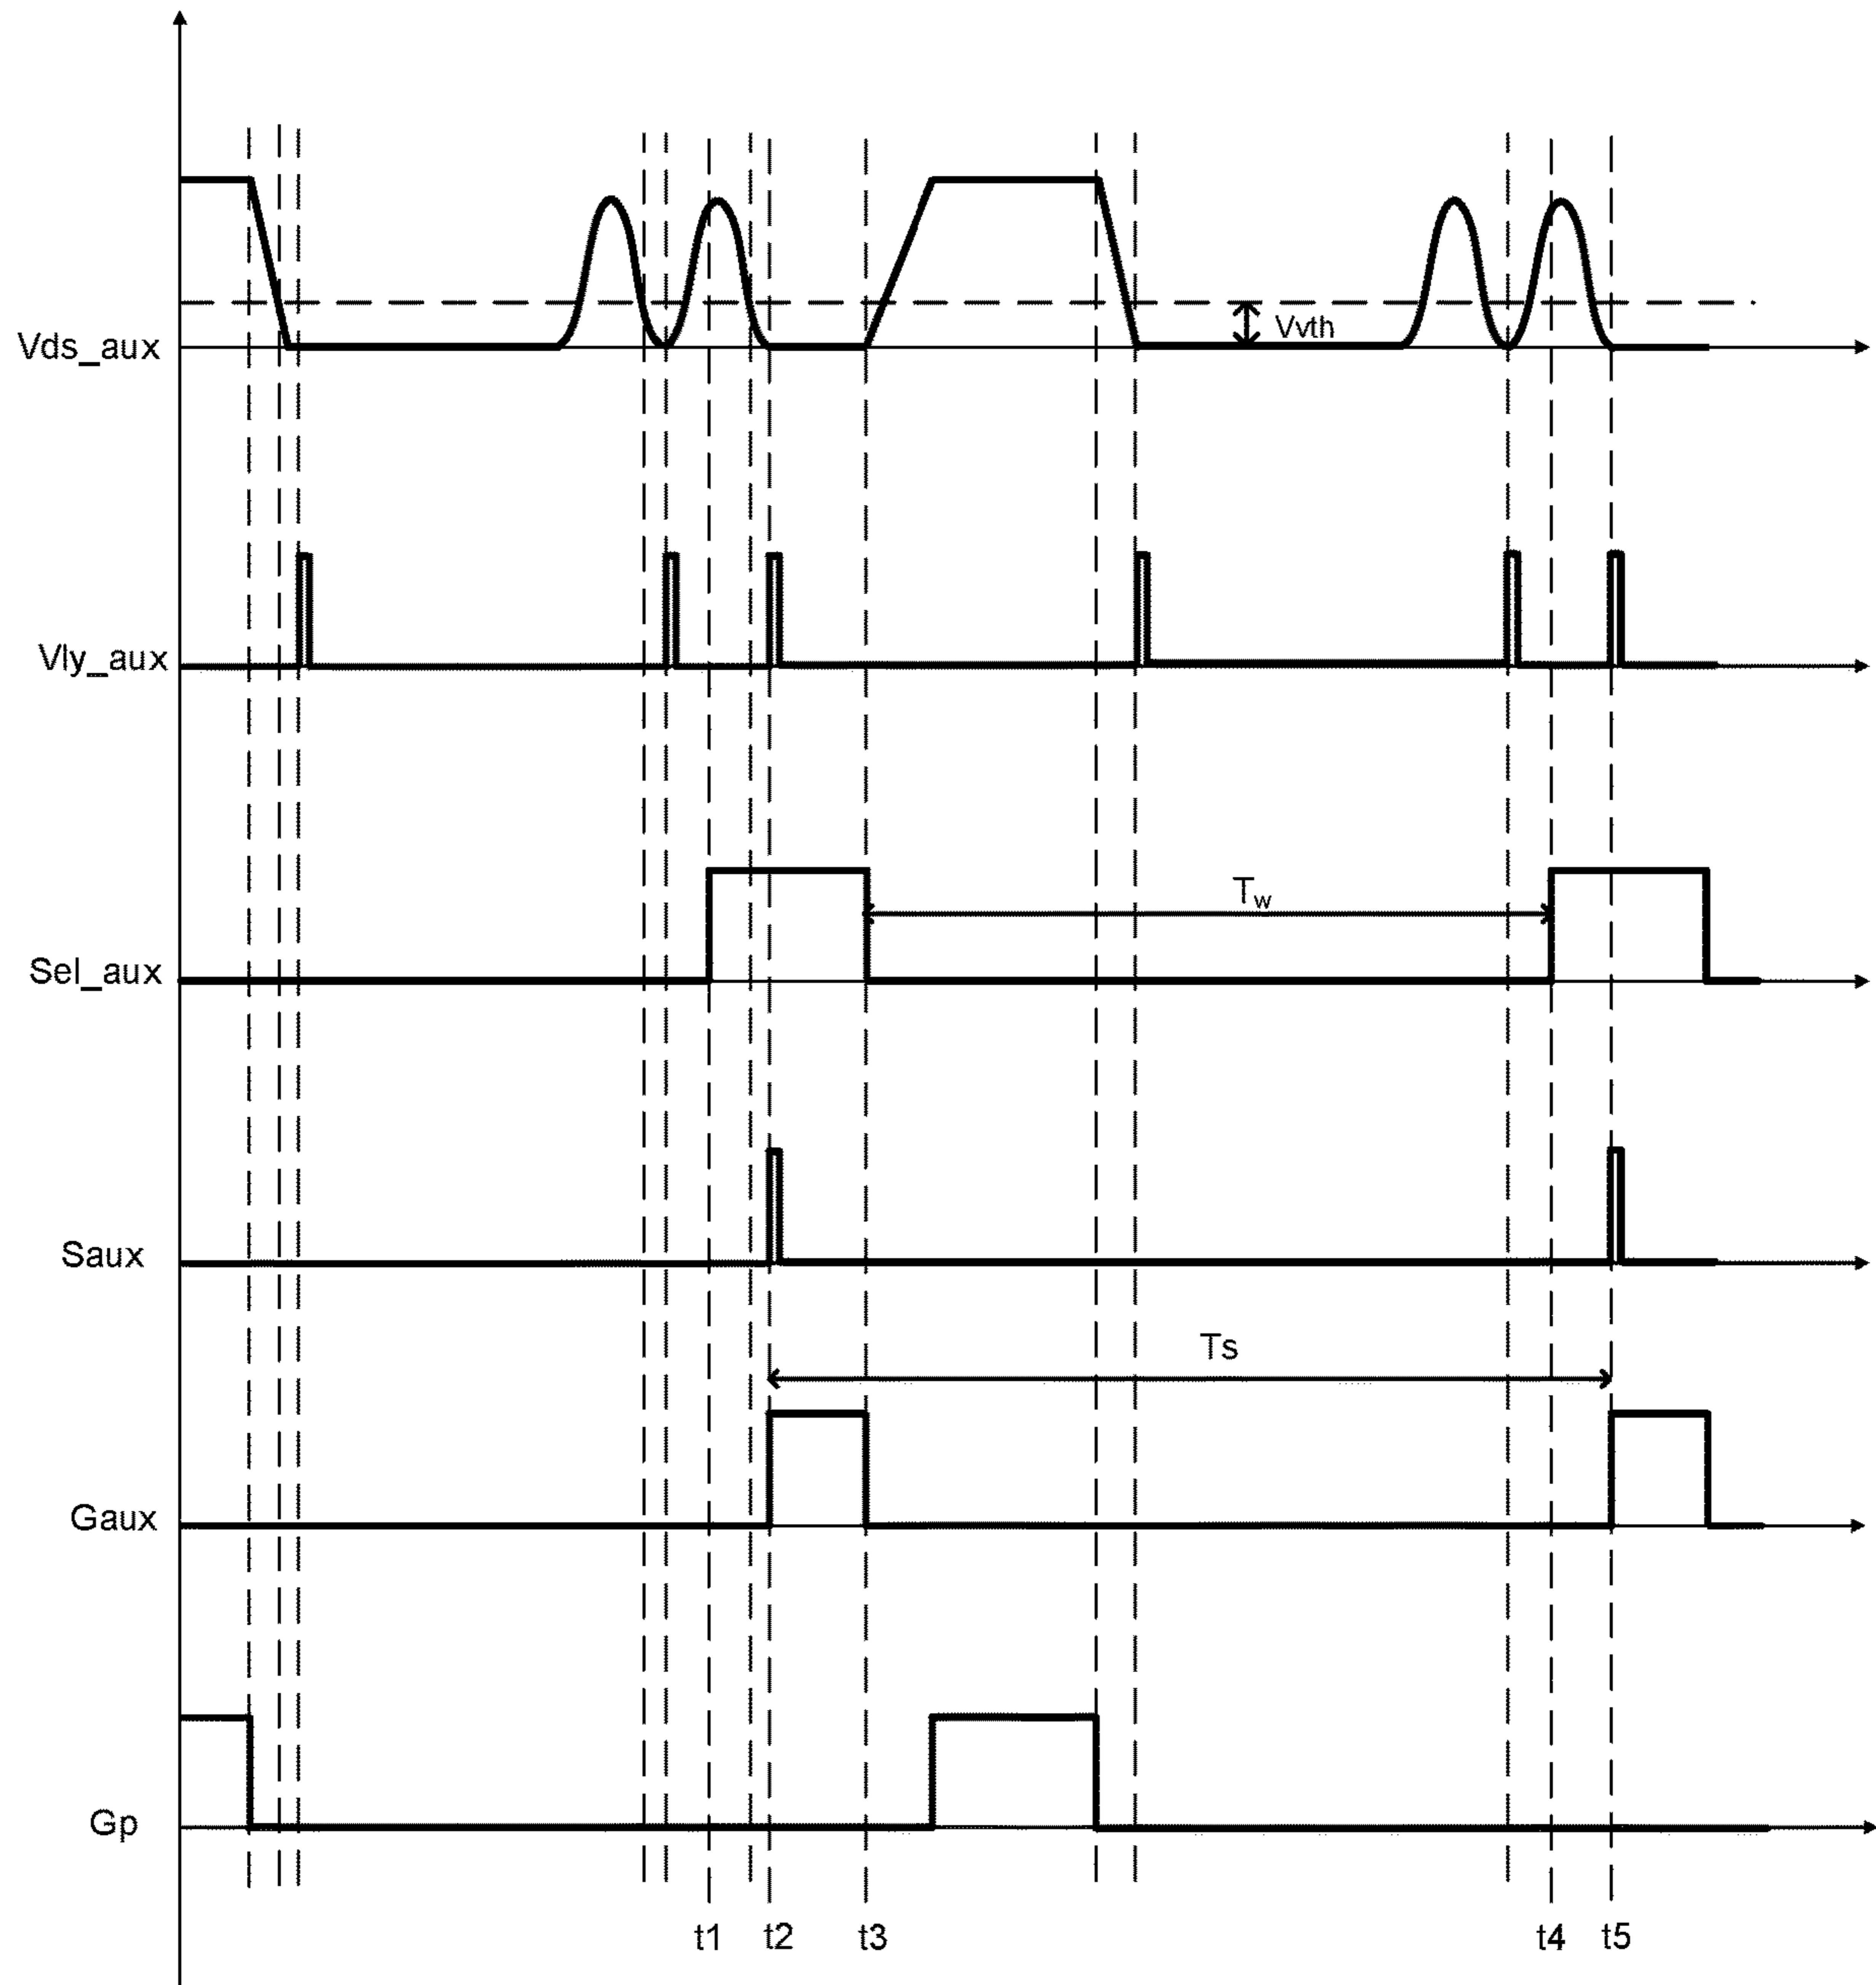 Vds_aux
Vvth
Vly_aux
Sel_aux
Tw
Saux
Ts
Gaux
Gp
t1 t2 t3 t4 t5